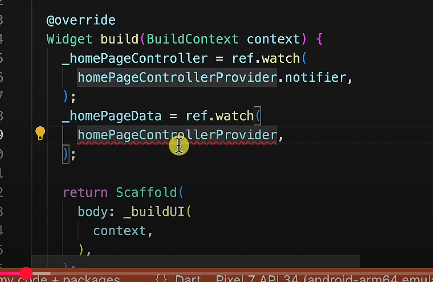 @override
Widget build(BuildContext context) {
_homePageController = ref.watch(
homePageControllerProvider.notifier,
);
_homePageData = ref.watch(
homePageControllerProvider,
);
return Scaffold(
body: _buildUI(
context,
),
);
my code + packages {} Dart Pixel 7 API 34 (android-arm64 emula